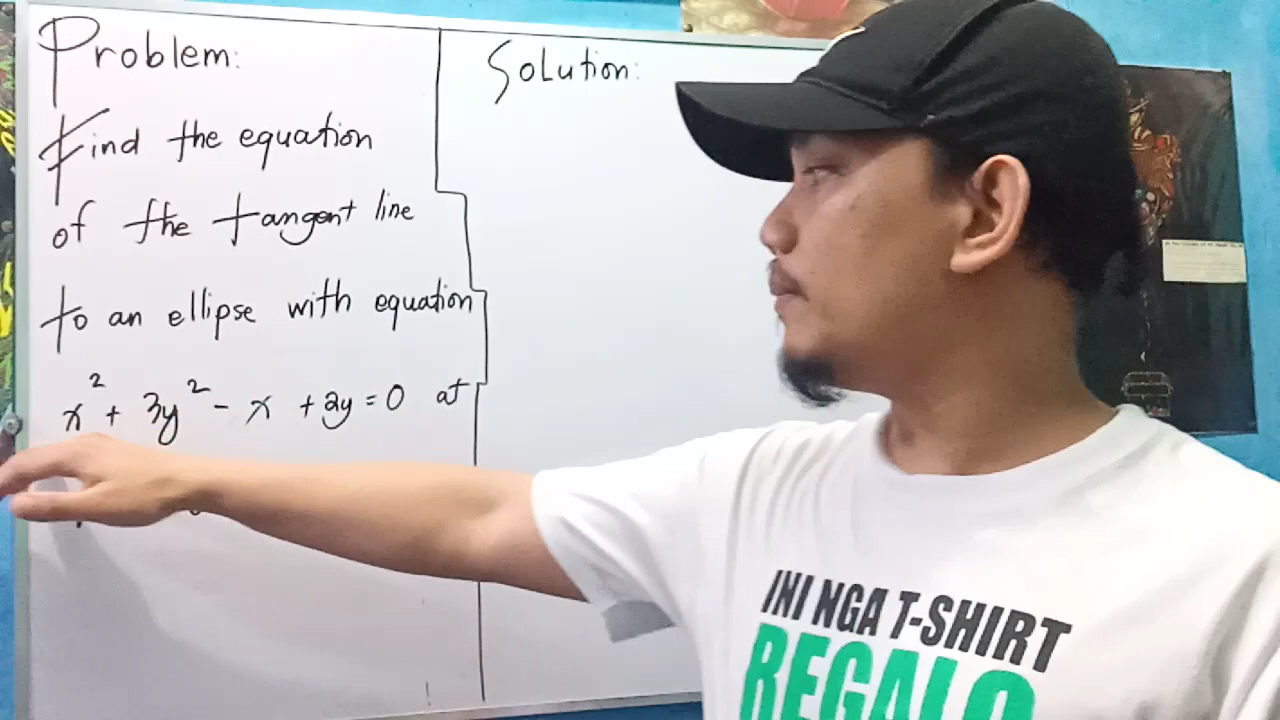 Problem:
Find the equation
of the tangent line
to an ellipse with equation
x² + 3y² - x + 2y = 0 at
Solution:
INI NGA T-SHIRT
REGALO